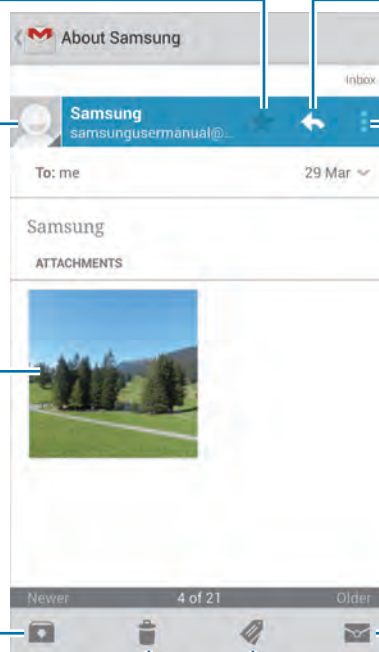 About Samsung
Inbox
Samsung
samsungusermanual@...
To: me 29 Mar
Samsung
ATTACHMENTS
Newer 4 of 21 Older